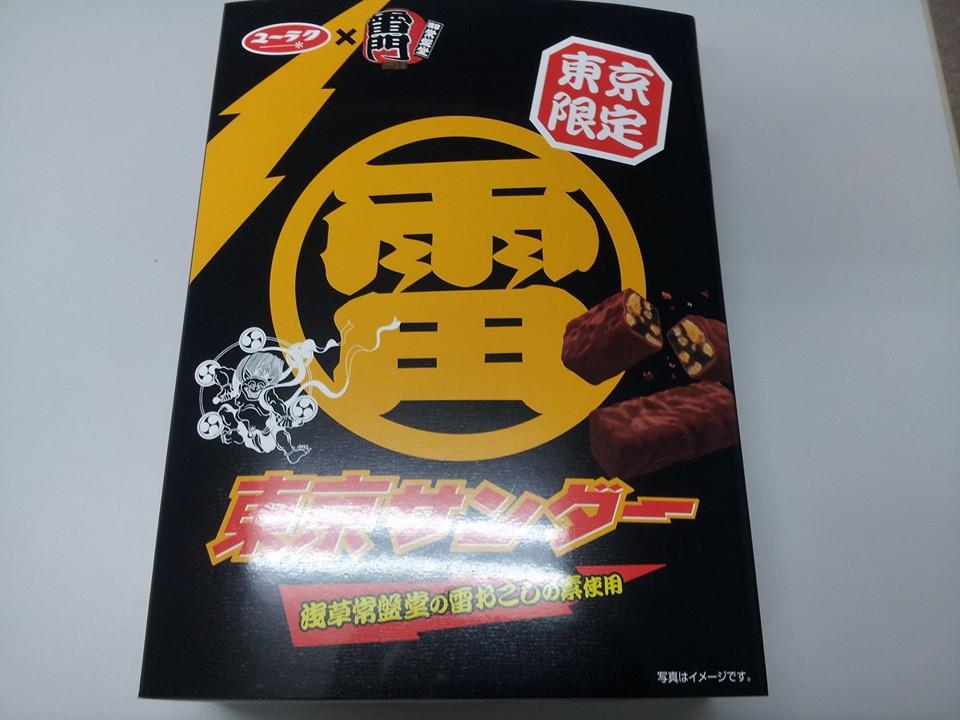 ユーラク × 雷門
東京
限定
雷
東京サンダー
浅草常盤堂の雷おこしの素使用
写真はイメージです。